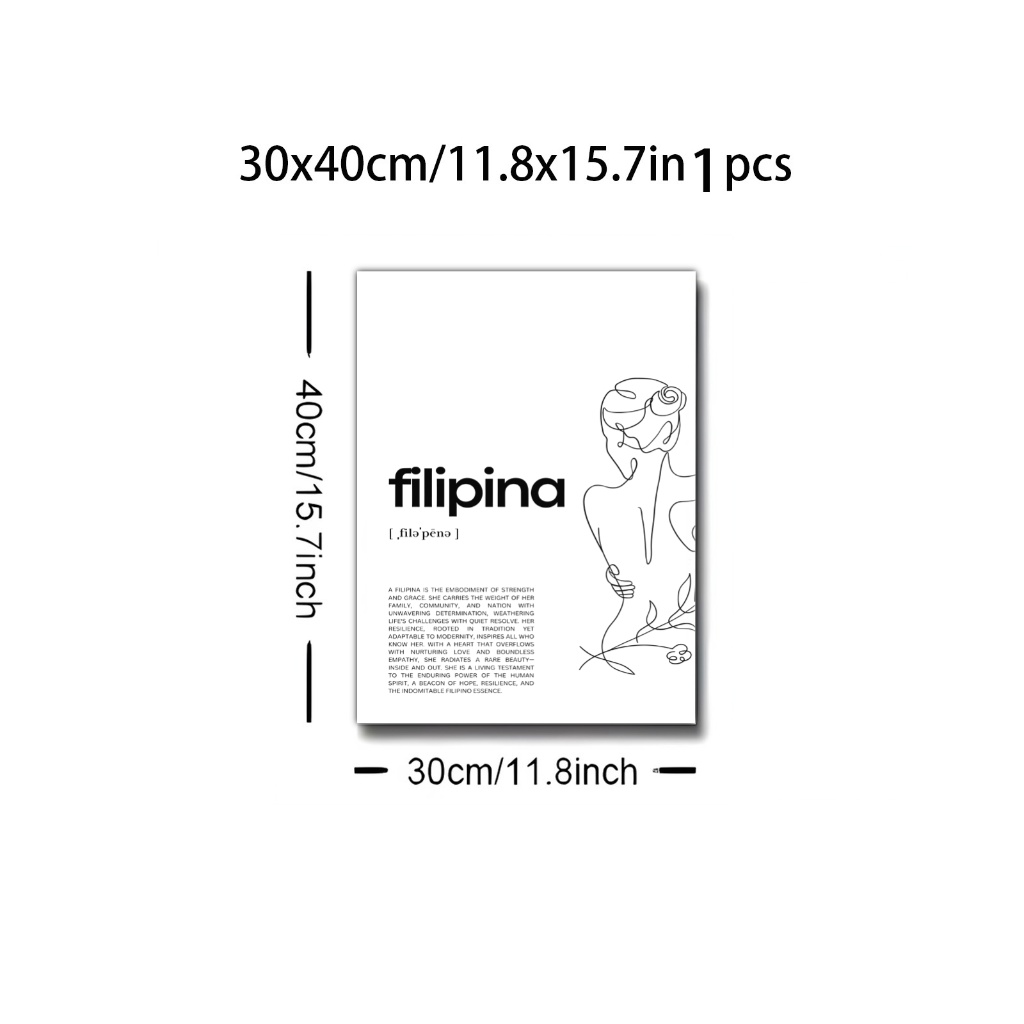 30x40cm/11.8x15.7in 1 pcs
40cm/15.7inch
filipina
[ ˌfiləˈpēnə ]
A FILIPINA IS THE EMBODIMENT OF STRENGTH
AND GRACE. SHE CARRIES THE WEIGHT OF HER
FAMILY, COMMUNITY, AND NATION WITH
UNWAVERING DETERMINATION, WEATHERING
LIFE'S CHALLENGES WITH QUIET RESOLVE. HER
RESILIENCE, ROOTED IN TRADITION YET
ADAPTABLE TO MODERNITY, INSPIRES ALL WHO
KNOW HER. WITH A HEART THAT OVERFLOWS
WITH NURTURING LOVE AND BOUNDLESS
EMPATHY, SHE RADIATES A RARE BEAUTY—
INSIDE AND OUT. SHE IS A LIVING TESTAMENT
TO THE ENDURING POWER OF THE HUMAN
SPIRIT, A BEACON OF HOPE, RESILIENCE, AND
THE INDOMITABLE FILIPINO ESSENCE.
30cm/11.8inch